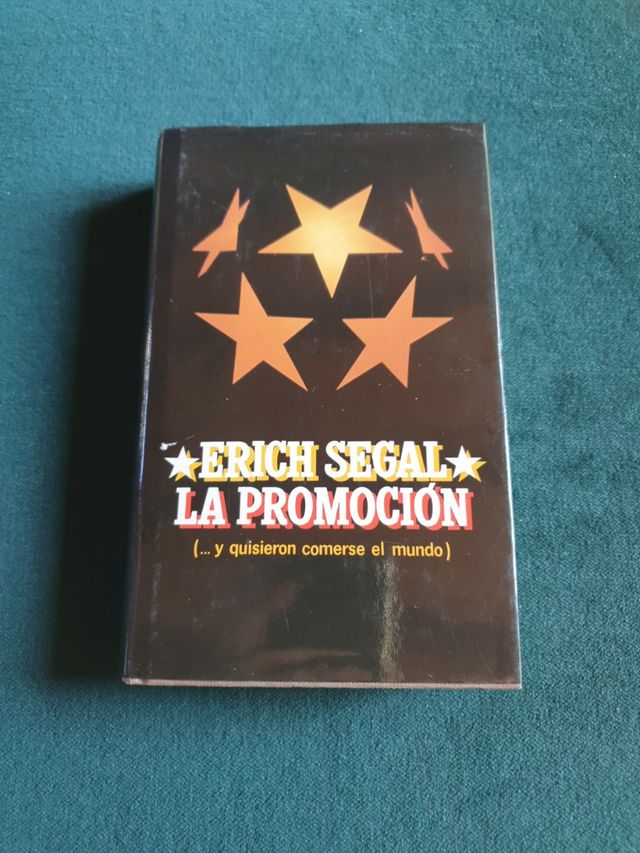 ERICH SEGAL
LA PROMOCIÓN
(... y quisieron comerse el mundo)